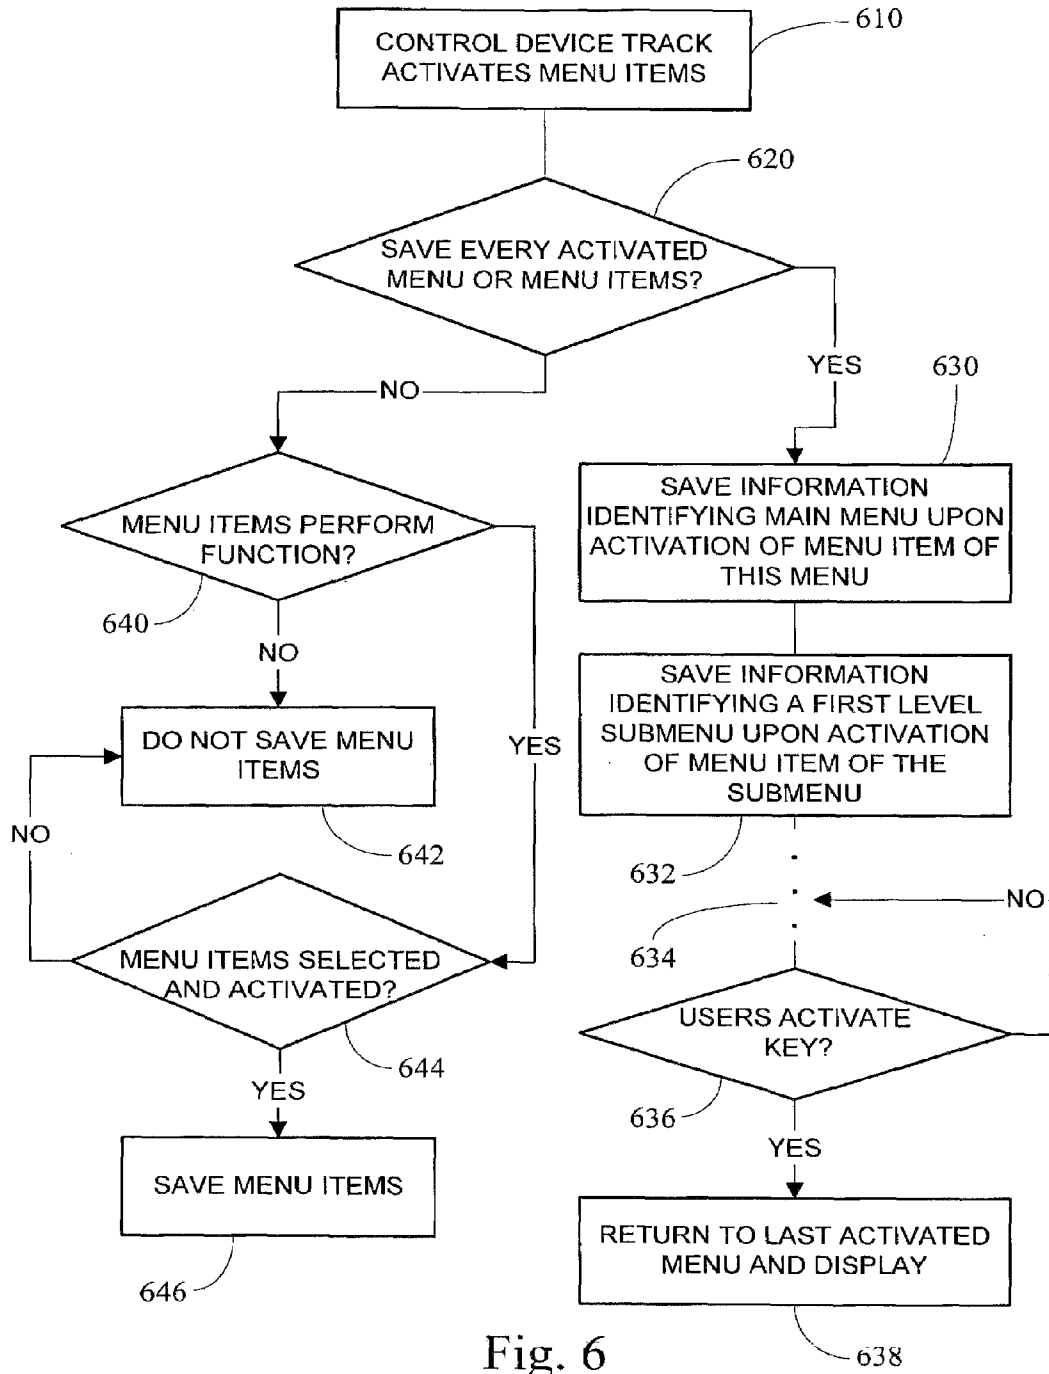 610
CONTROL DEVICE TRACK
ACTIVATES MENU ITEMS
620
SAVE EVERY ACTIVATED
MENU OR MENU ITEMS?
YES
NO
630
SAVE INFORMATION
IDENTIFYING MAIN MENU UPON
ACTIVATION OF MENU ITEM OF
THIS MENU
MENU ITEMS PERFORM
FUNCTION?
640
NO
SAVE INFORMATION
IDENTIFYING A FIRST LEVEL
SUBMENU UPON ACTIVATION
OF MENU ITEM OF THE
SUBMENU
DO NOT SAVE MENU
ITEMS
YES
NO
642
632
NO
634
MENU ITEMS SELECTED
AND ACTIVATED?
644
USERS ACTIVATE
KEY?
636
YES
YES
SAVE MENU ITEMS
646
RETURN TO LAST ACTIVATED
MENU AND DISPLAY
638
Fig. 6